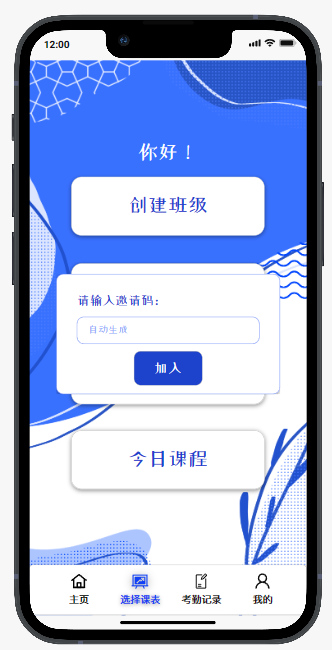 12:00
你好！
创建班级
请输入邀请码：
自动生成
加入
今日课程
主页
选择课表
考勤记录
我的